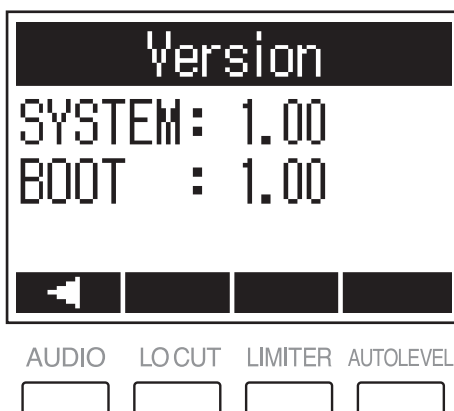 Version
SYSTEM: 1.00
BOOT : 1.00
AUDIO LO CUT LIMITER AUTOLEVEL